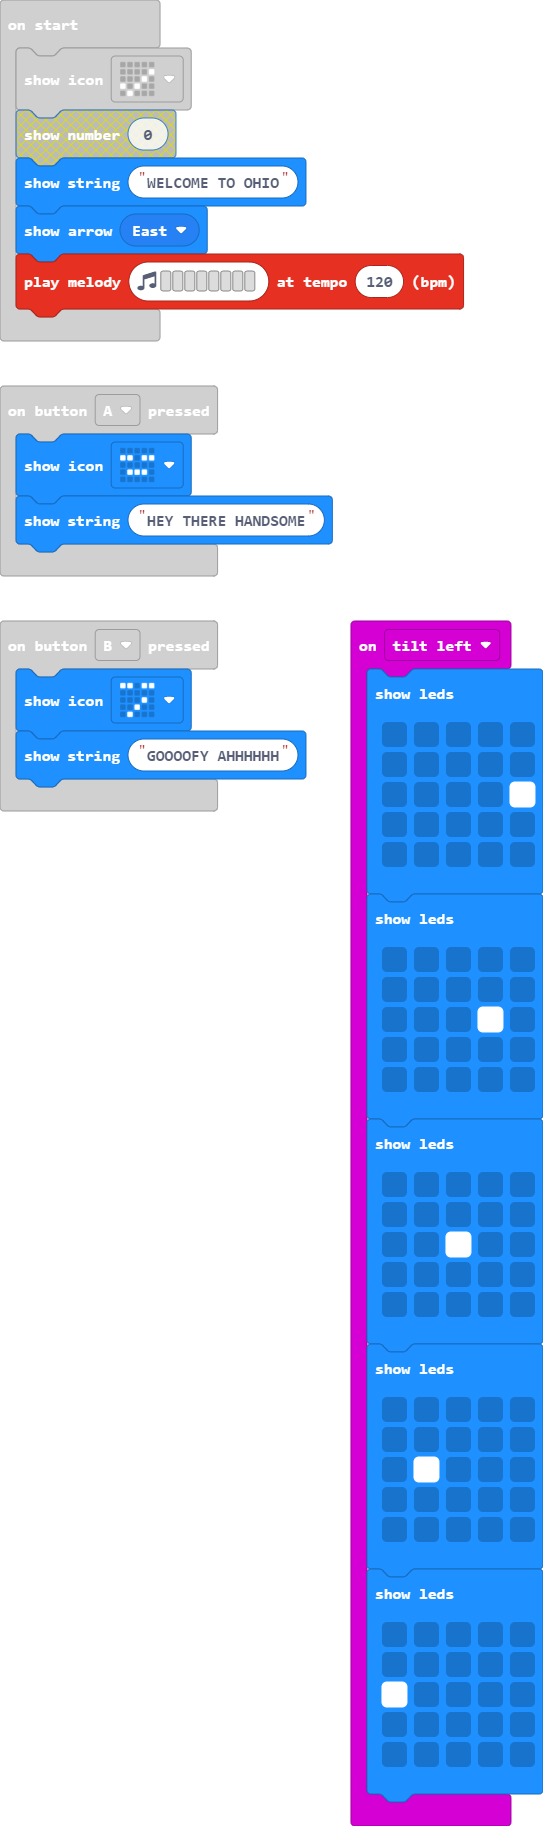 on start
show icon
show number 0
show string "WELCOME TO OHIO"
show arrow East
play melody at tempo 120 (bpm)
on button A pressed
show icon
show string "HEY THERE HANDSOME"
on button B pressed
show icon
show string "GOOOOFY AHHHHHH"
on tilt left
show leds
show leds
show leds
show leds
show leds